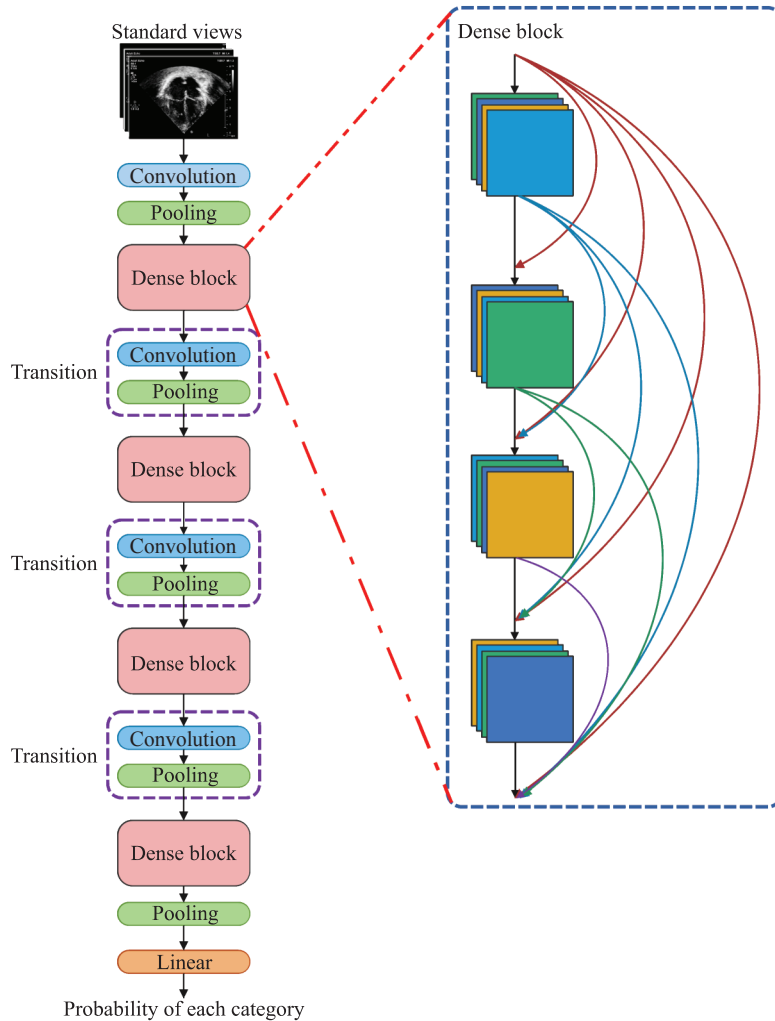 Standard views
Convolution
Pooling
Dense block
Transition
Convolution
Pooling
Dense block
Transition
Convolution
Pooling
Dense block
Transition
Convolution
Pooling
Dense block
Pooling
Linear
Probability of each category
Dense block